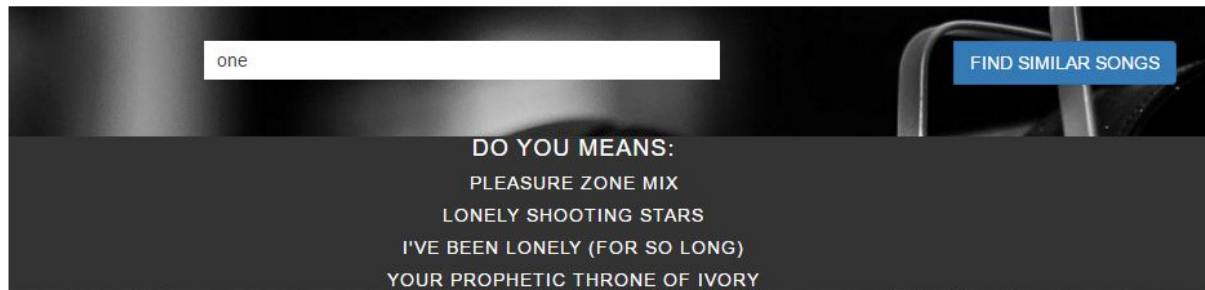 one
FIND SIMILAR SONGS
DO YOU MEANS:
PLEASURE ZONE MIX
LONELY SHOOTING STARS
I'VE BEEN LONELY (FOR SO LONG)
YOUR PROPHETIC THRONE OF IVORY